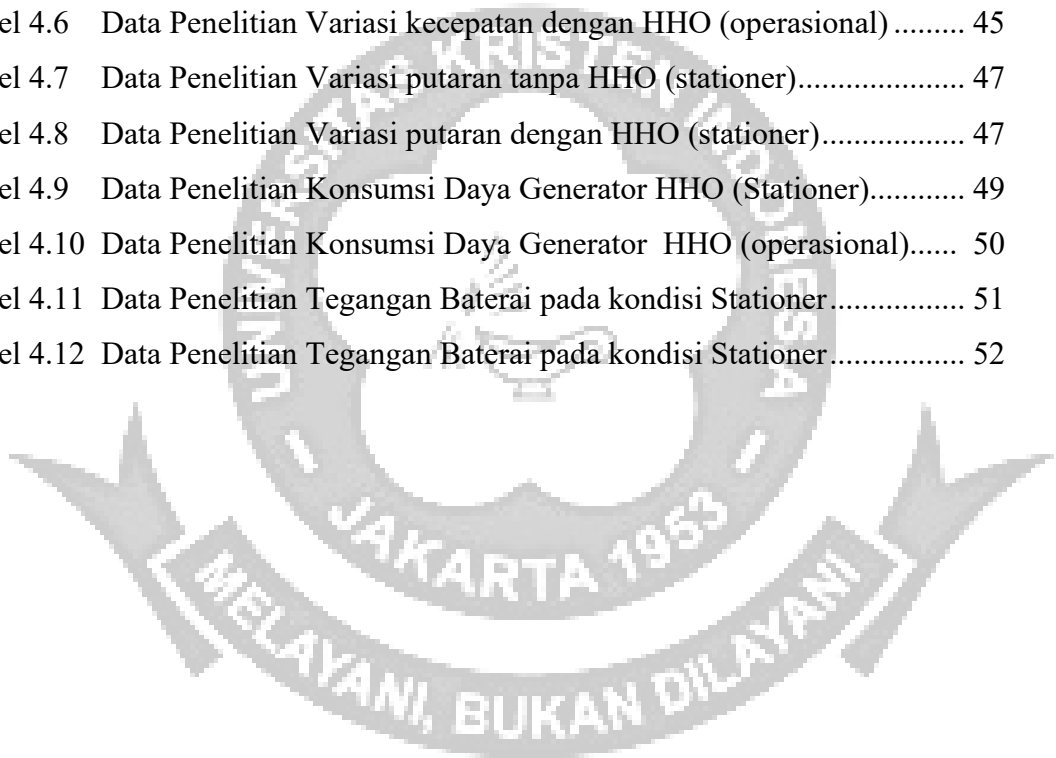 el 4.6 Data Penelitian Variasi kecepatan dengan HHO (operasional) ......... 45
el 4.7 Data Penelitian Variasi putaran tanpa HHO (stationer)..................... 47
el 4.8 Data Penelitian Variasi putaran dengan HHO (stationer)................. 47
el 4.9 Data Penelitian Konsumsi Daya Generator HHO (Stationer)............ 49
el 4.10 Data Penelitian Konsumsi Daya Generator HHO (operasional)...... 50
el 4.11 Data Penelitian Tegangan Baterai pada kondisi Stationer................. 51
el 4.12 Data Penelitian Tegangan Baterai pada kondisi Stationer................. 52
UNIVERSITAS KRISTEN INDONESIA
JAKARTA 1953
MELAYANI, BUKAN DILAYANI